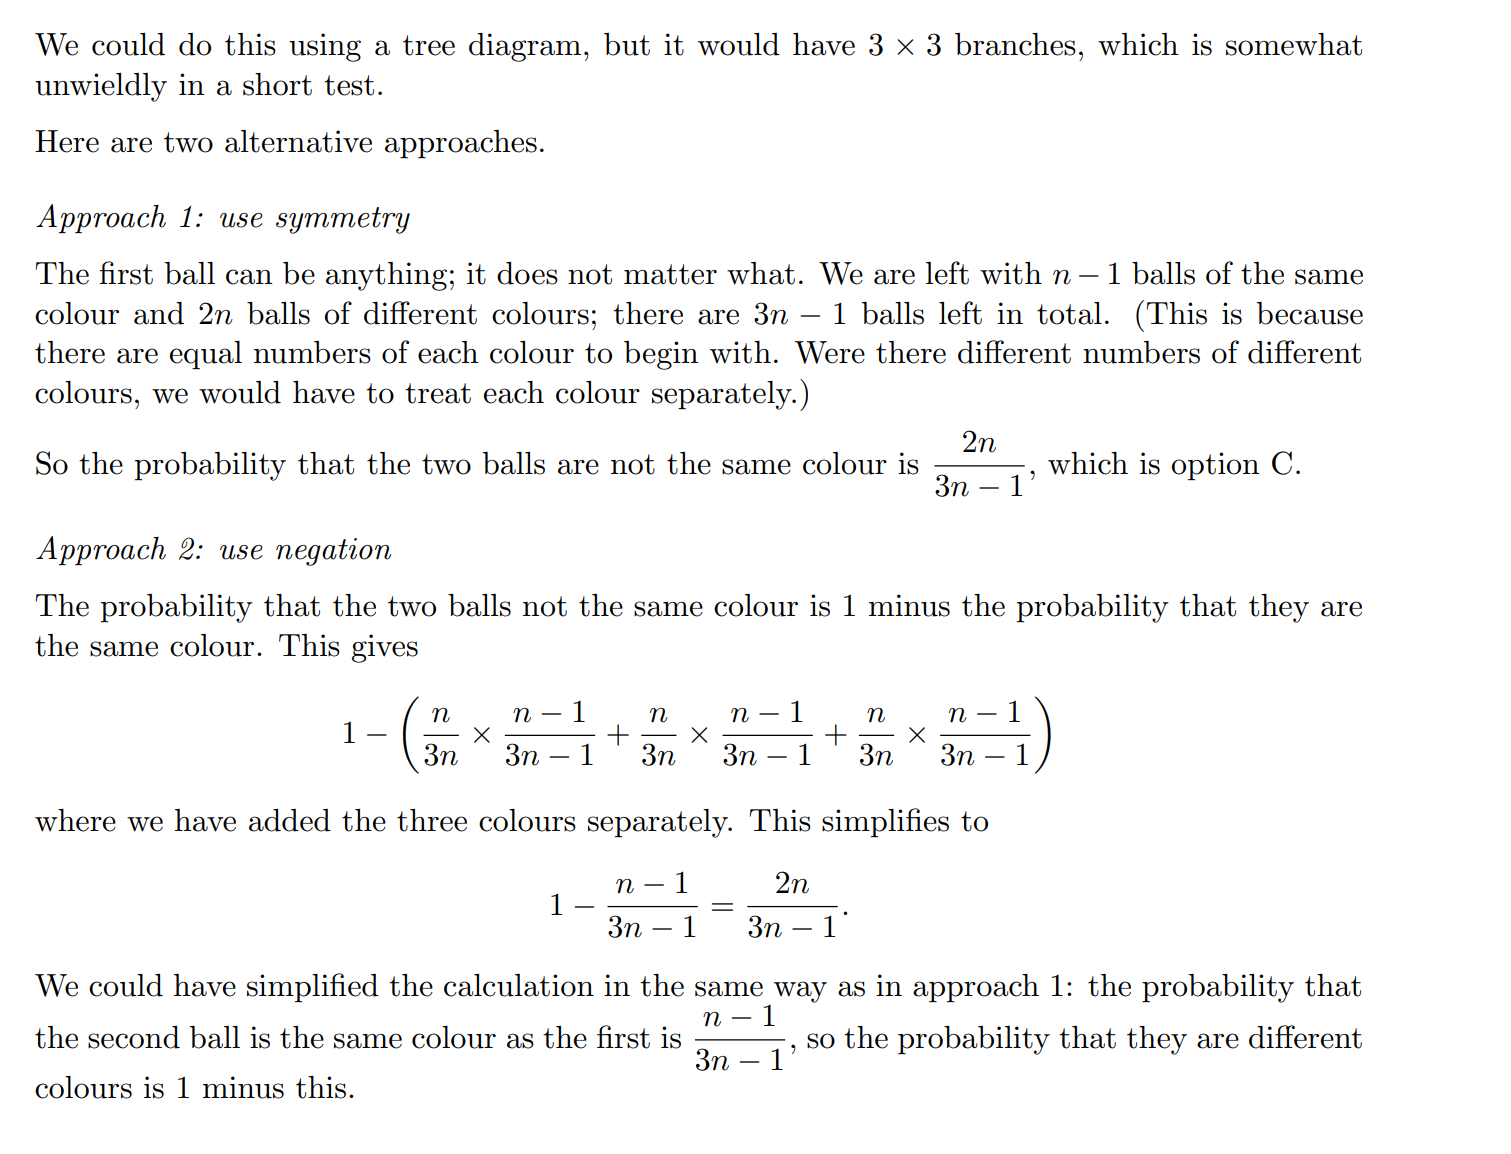 We could do this using a tree diagram, but it would have 3 × 3 branches, which is somewhat
unwieldly in a short test.
Here are two alternative approaches.
Approach 1: use symmetry
The first ball can be anything; it does not matter what. We are left with n − 1 balls of the same
colour and 2n balls of different colours; there are 3n − 1 balls left in total. (This is because
there are equal numbers of each colour to begin with. Were there different numbers of different
colours, we would have to treat each colour separately.)
So the probability that the two balls are not the same colour is \frac{2n}{3n − 1}, which is option C.
Approach 2: use negation
The probability that the two balls not the same colour is 1 minus the probability that they are
the same colour. This gives
1 − \left( \frac{n}{3n} × \frac{n − 1}{3n − 1} + \frac{n}{3n} × \frac{n − 1}{3n − 1} + \frac{n}{3n} × \frac{n − 1}{3n − 1} \right)
where we have added the three colours separately. This simplifies to
1 − \frac{n − 1}{3n − 1} = \frac{2n}{3n − 1}.
We could have simplified the calculation in the same way as in approach 1: the probability that
the second ball is the same colour as the first is \frac{n − 1}{3n − 1}, so the probability that they are different
colours is 1 minus this.